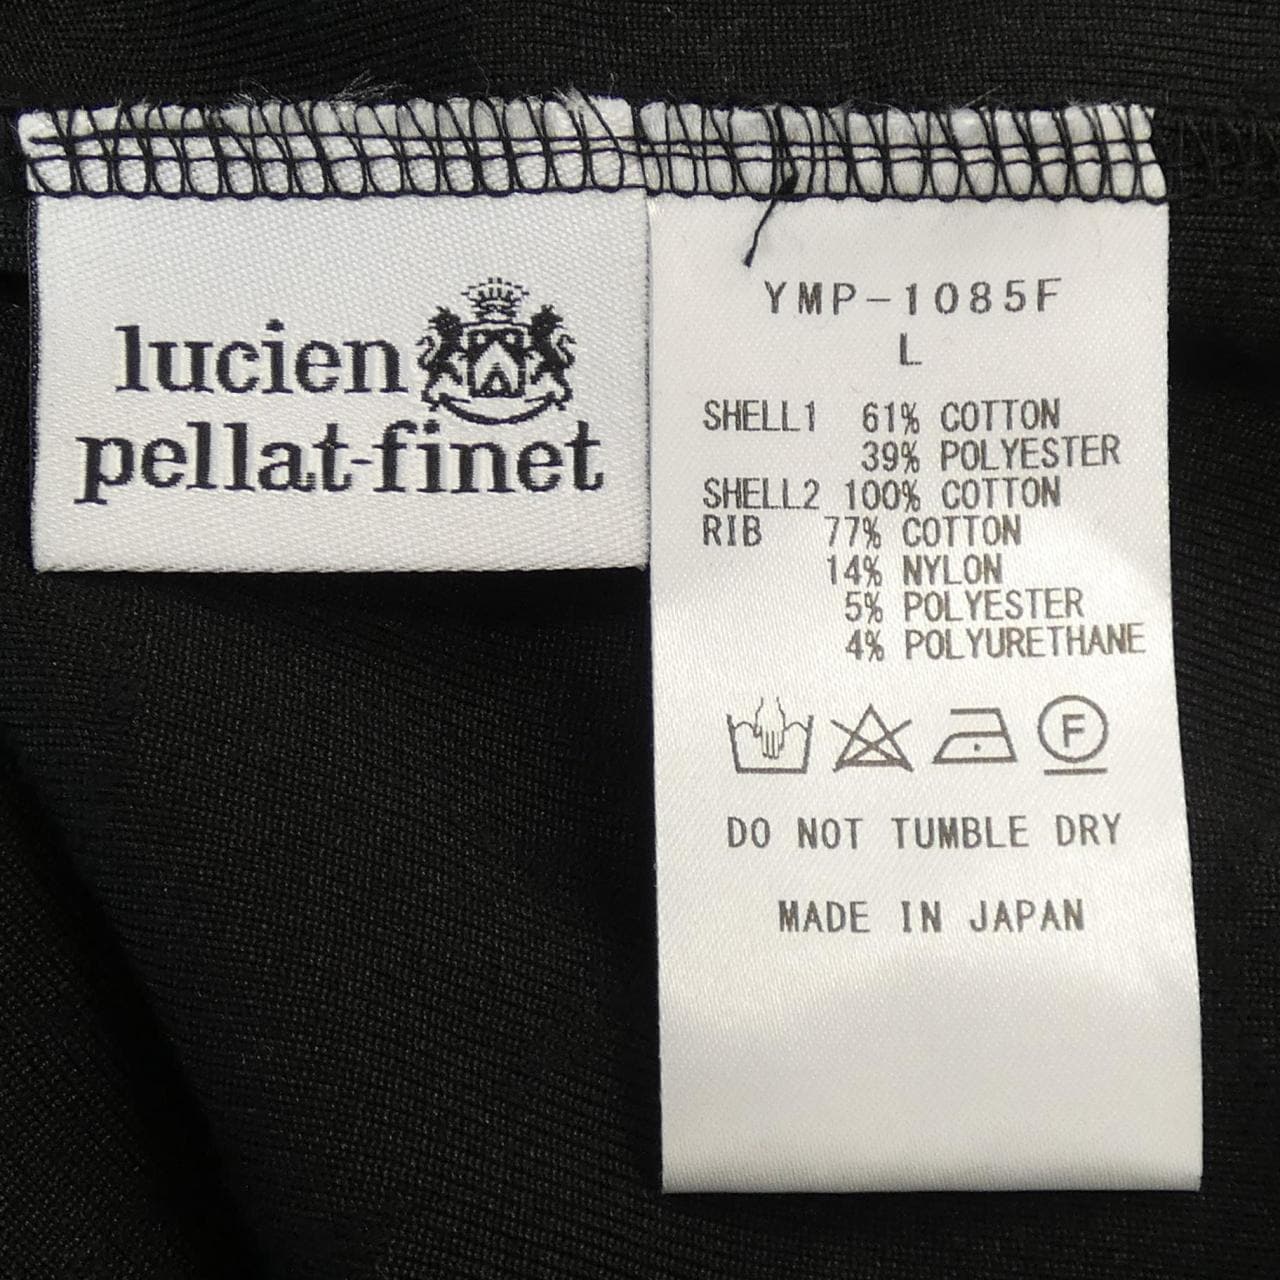 lucien
pellat-finet
YMP-1085F
L
SHELL1 61% COTTON
39% POLYESTER
SHELL2 100% COTTON
RIB 77% COTTON
14% NYLON
5% POLYESTER
4% POLYURETHANE
F
DO NOT TUMBLE DRY
MADE IN JAPAN